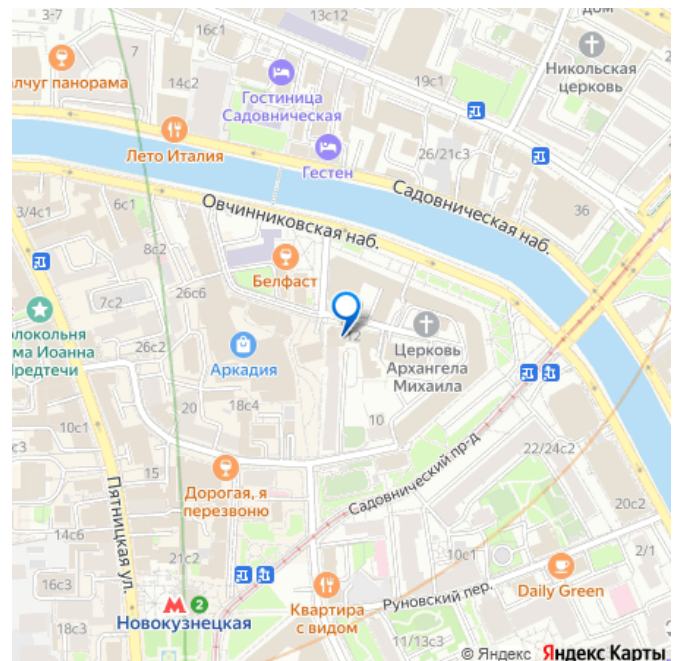 3-7
16с1
13с12
ДОМ
7
14с2
алчуг панорама
Гостиница
Садовническая
19с1
Никольская
церковь
Лето Италия
Гестен
26/21с3
Садовническая наб.
36
3/4с1
6с1
Овчинниковская наб.
8с2
Белфаст
7с2
26с6
олокольня
ма Иоанна
Предтечи
26с2
Аркадия
12
Церковь
Архангела
Михаила
20
18с4
10
10с1
с3
15
Дорогая, я
перезвоню
Садовнический пр-д
22/24с2
Пятницкая ул.
20с2
14с6
21с2
10с1
2/1
16с3
М 2
Новокузнецкая
18с3
Квартира
с видом
Руновский пер.
Daily Green
11/13с3
© Яндекс Яндекс Карты